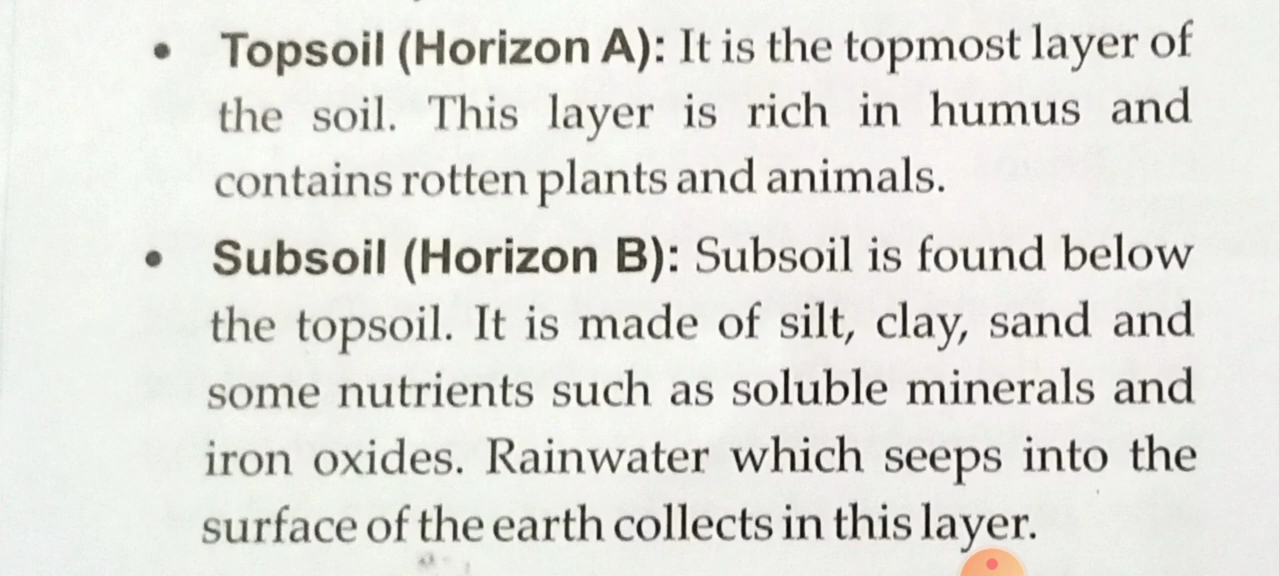 • Topsoil (Horizon A): It is the topmost layer of
the soil. This layer is rich in humus and
contains rotten plants and animals.
• Subsoil (Horizon B): Subsoil is found below
the topsoil. It is made of silt, clay, sand and
some nutrients such as soluble minerals and
iron oxides. Rainwater which seeps into the
surface of the earth collects in this layer.